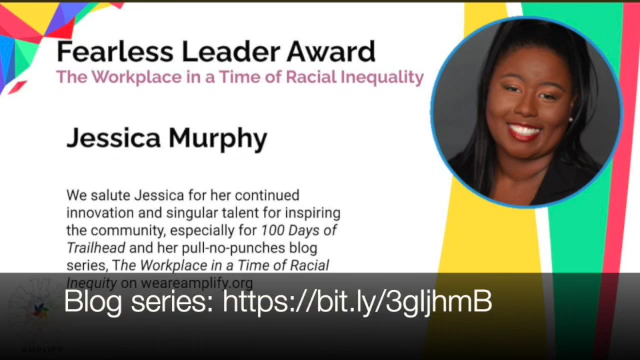 Fearless Leader Award
The Workplace in a Time of Racial Inequality
Jessica Murphy
We salute Jessica for her continued
innovation and singular talent for inspiring
the community, especially for 100 Days of
Trailhead and her pull-no-punches blog
series, The Workplace in a Time of Racial
Inequity on weareamplify.org
Blog series: https://bit.ly/3gIjhmB